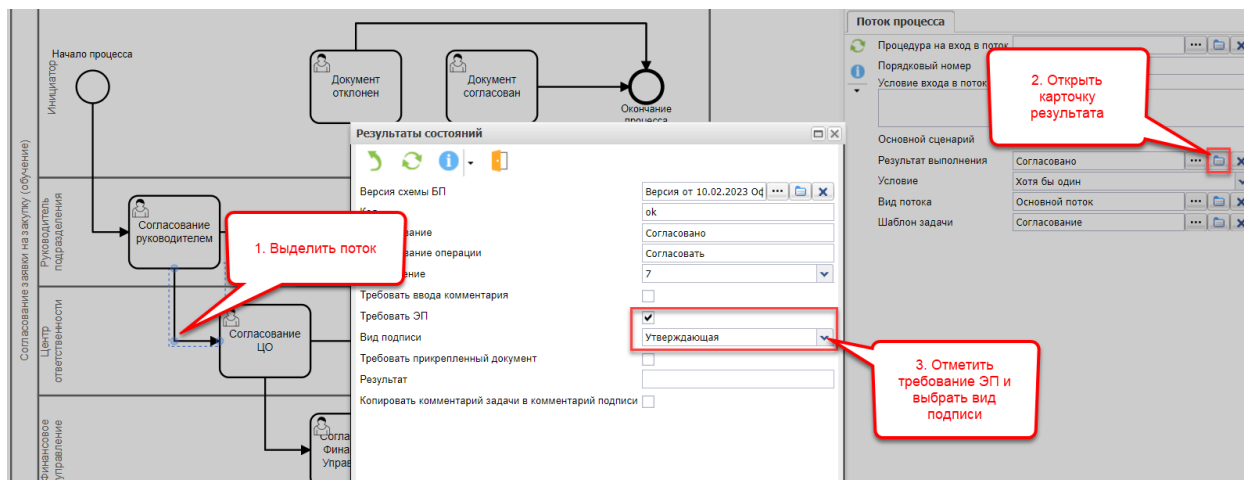 Согласование заявки на закупку (обучение)
Инициатор
Начало процесса
Документ
отклонен
Документ
согласован
Окончание
процесса
Руководитель
подразделения
Согласование
руководителем
1. Выделить поток
Центр
ответственности
Согласование
ЦО
Финансовое
управление
Согла
Фина
Управ
Результаты состояний
Версия схемы БП
Версия от 10.02.2023 Оф
ok
Согласовано
Согласовать
7
Требовать ввода комментария
Требовать ЭП
Вид подписи
Утверждающая
Требовать прикрепленный документ
Результат
Копировать комментарий задачи в комментарий подписи
Поток процесса
Процедура на вход в поток
Порядковый номер
Условие входа в поток
Основной сценарий
Результат выполнения
Согласовано
Условие
Хотя бы один
Вид потока
Основной поток
Шаблон задачи
Согласование
2. Открыть
карточку
результата
3. Отметить
требование ЭП и
выбрать вид
подписи